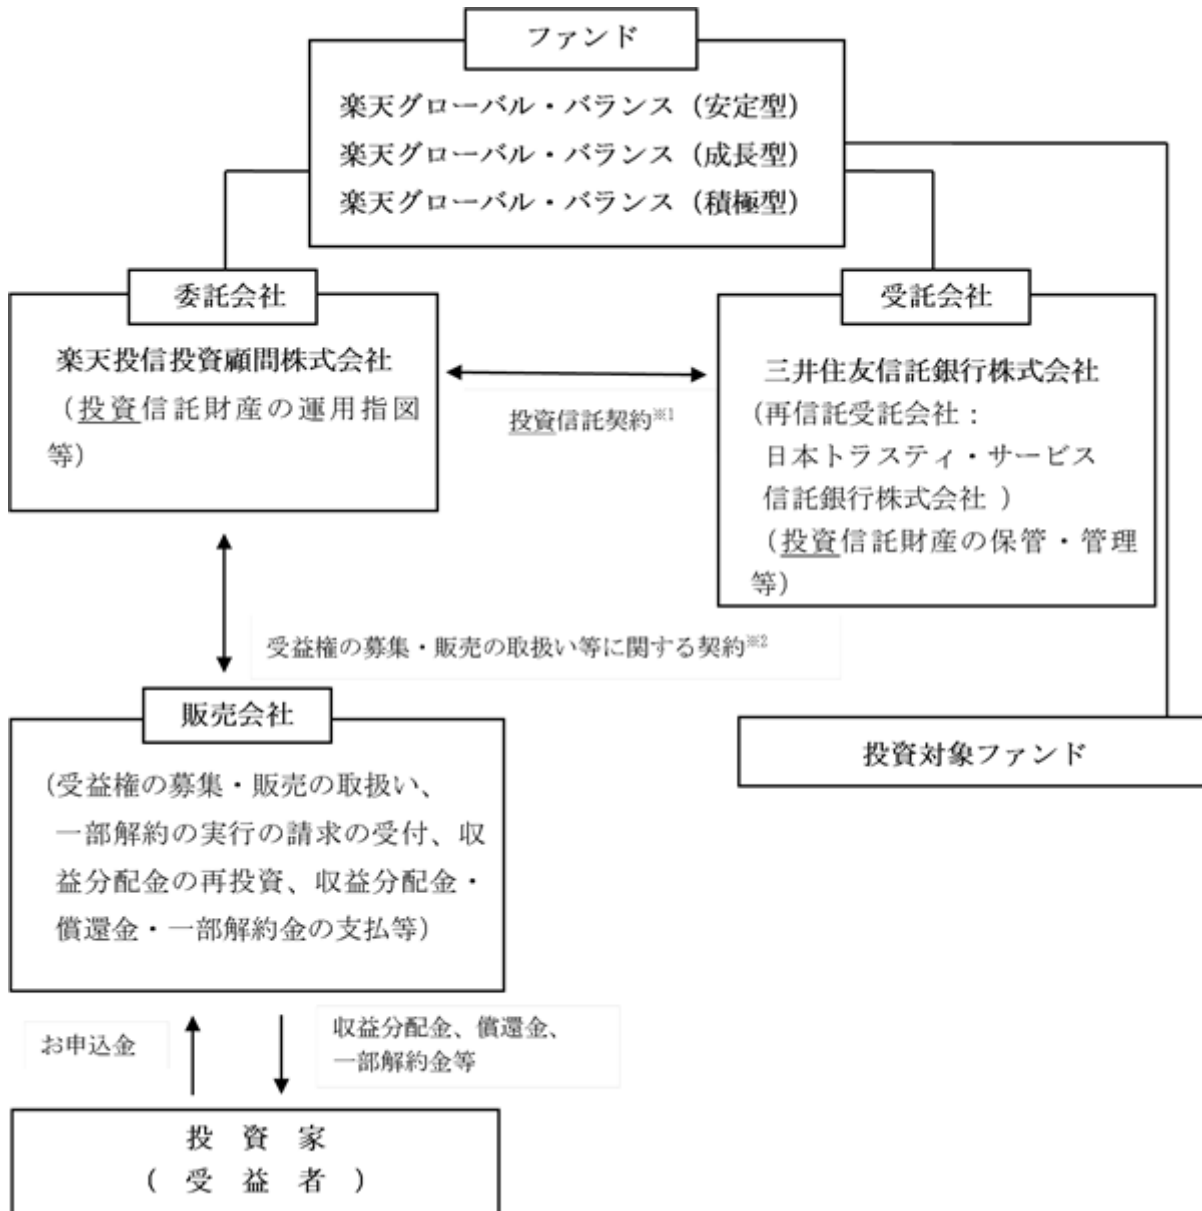 ファンド
楽天グローバル・バランス（安定型）
楽天グローバル・バランス（成長型）
楽天グローバル・バランス（積極型）
委託会社
楽天投信投資顧問株式会社
（投資信託財産の運用指図
等）
投資信託契約※1
受託会社
三井住友信託銀行株式会社
（再信託受託会社：
日本トラスティ・サービス
信託銀行株式会社 ）
（投資信託財産の保管・管理
等）
受益権の募集・販売の取扱い等に関する契約※2
販売会社
（受益権の募集・販売の取扱い、
一部解約の実行の請求の受付、収
益分配金の再投資、収益分配金・
償還金・一部解約金の支払等）
投資対象ファンド
お申込金
収益分配金、償還金、
一部解約金等
投 資 家
（ 受 益 者 ）